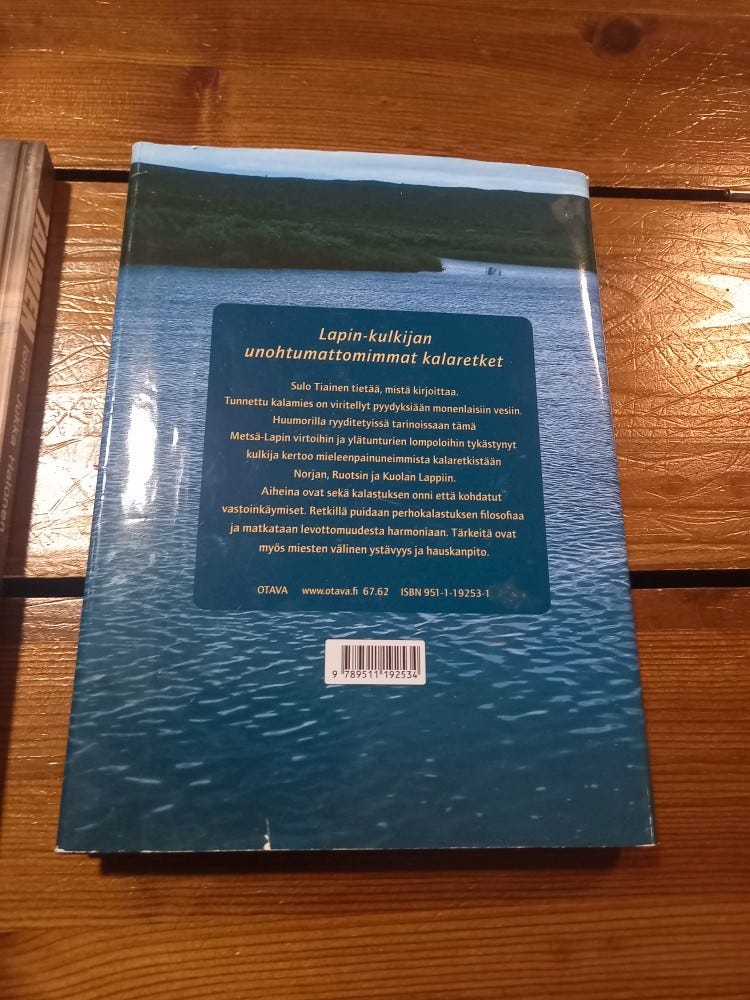 TAIMEN
toim. Jukka Halonen
Lapin-kulkijan
unohtumattomimmat kalaretket
Sulo Tiainen tietää, mistä kirjoittaa.
Tunnettu kalamies on viritellyt pyydyksiään monenlaisiin vesiin.
Huumorilla ryyditetyissä tarinoissaan tämä
Metsä-Lapin virtoihin ja ylätunturien lompoloihin tykästynyt
kulkija kertoo mieleenpainuneimmista kalaretkistään
Norjan, Ruotsin ja Kuolan Lappiin.
Aiheina ovat sekä kalastuksen onni että kohdatut
vastoinkäymiset. Retkillä puidaan perhokalastuksen filosofiaa
ja matkataan levottomuudesta harmoniaan. Tärkeitä ovat
myös miesten välinen ystävyys ja hauskanpito.
OTAVA www.otava.fi 67.62 ISBN 951-1-19253-1
9 789511 192534